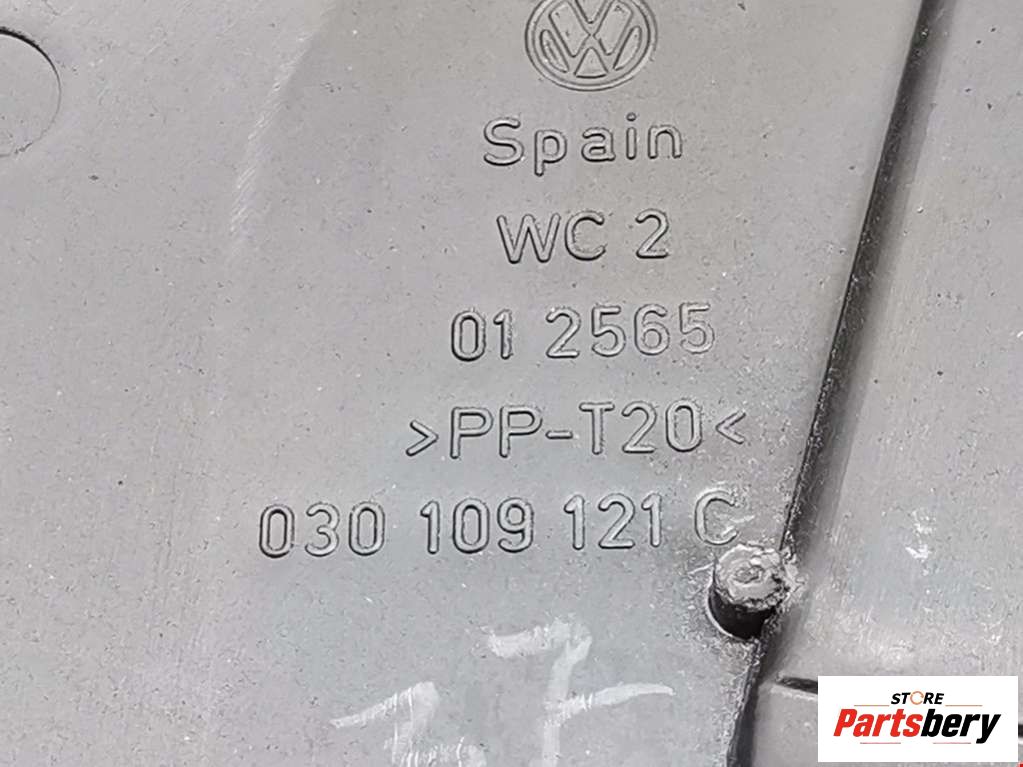 Spain
WC 2
01 2565
>PP-T20<
030 109 121 C
STORE
Partsbery